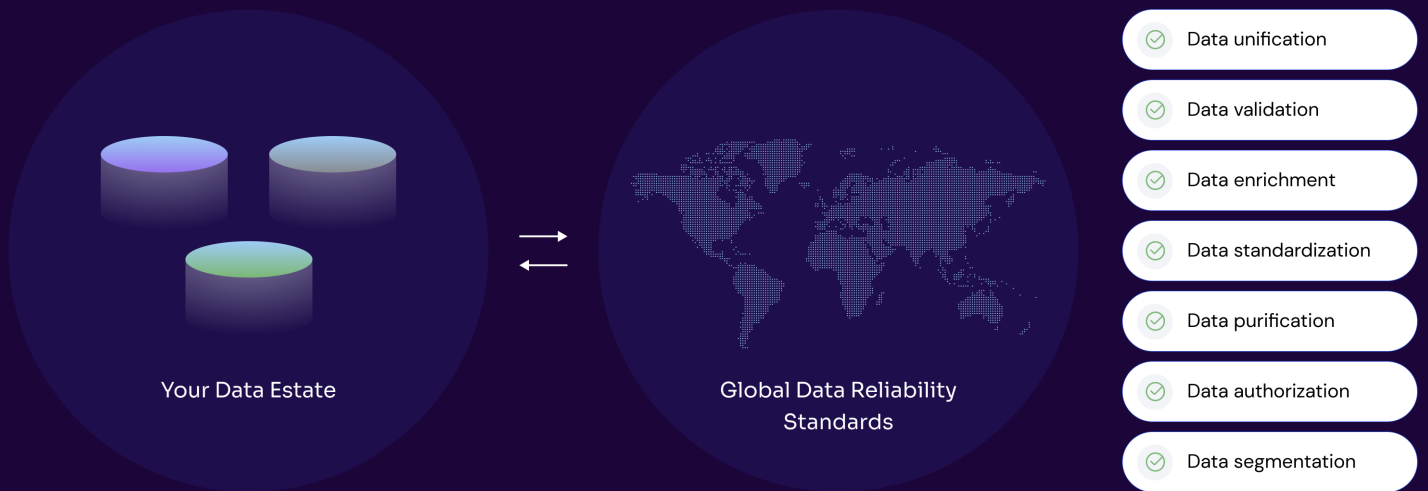 Your Data Estate
Global Data Reliability
Standards
Data unification
Data validation
Data enrichment
Data standardization
Data purification
Data authorization
Data segmentation